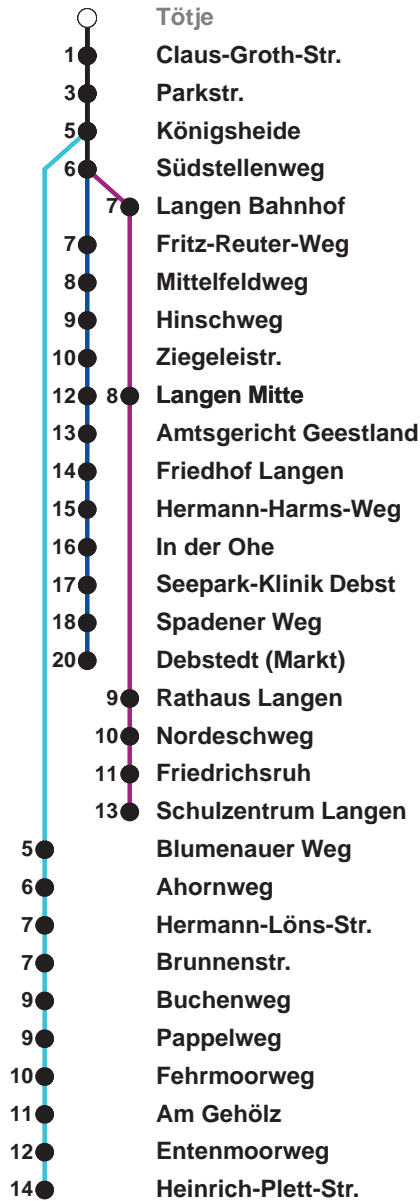 Tötje
1 Claus-Groth-Str.
3 Parkstr.
5 Königsheide
6 Südstellenweg
7 Langen Bahnhof
7 Fritz-Reuter-Weg
8 Mittelfeldweg
9 Hinschweg
10 Ziegeleistr.
12 8 Langen Mitte
13 Amtsgericht Geestland
14 Friedhof Langen
15 Hermann-Harms-Weg
16 In der Ohe
17 Seepark-Klinik Debst
18 Spadener Weg
20 Debstedt (Markt)
9 Rathaus Langen
10 Nordeschweg
11 Friedrichsruh
13 Schulzentrum Langen
5 Blumenauer Weg
6 Ahornweg
7 Hermann-Löns-Str.
7 Brunnenstr.
9 Buchenweg
9 Pappelweg
10 Fehrmoorweg
11 Am Gehölz
12 Entenmoorweg
14 Heinrich-Plett-Str.